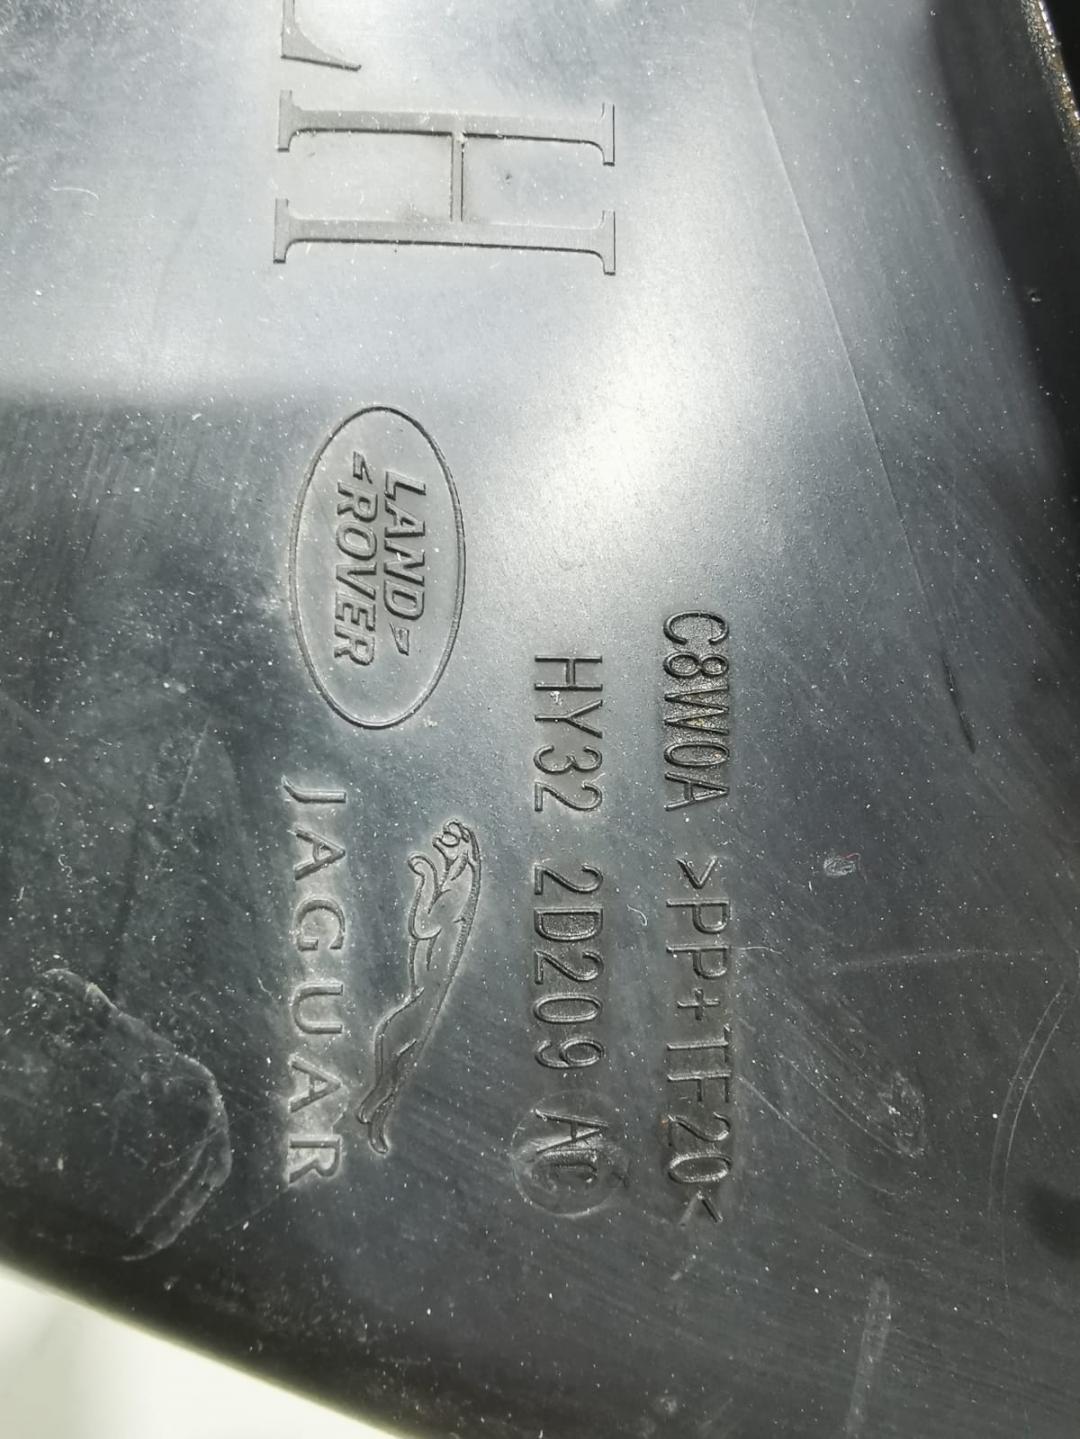 LH
C8W0A >PP+TF20<
HY32 2D209 AC
LAND
ROVER
JAGUAR